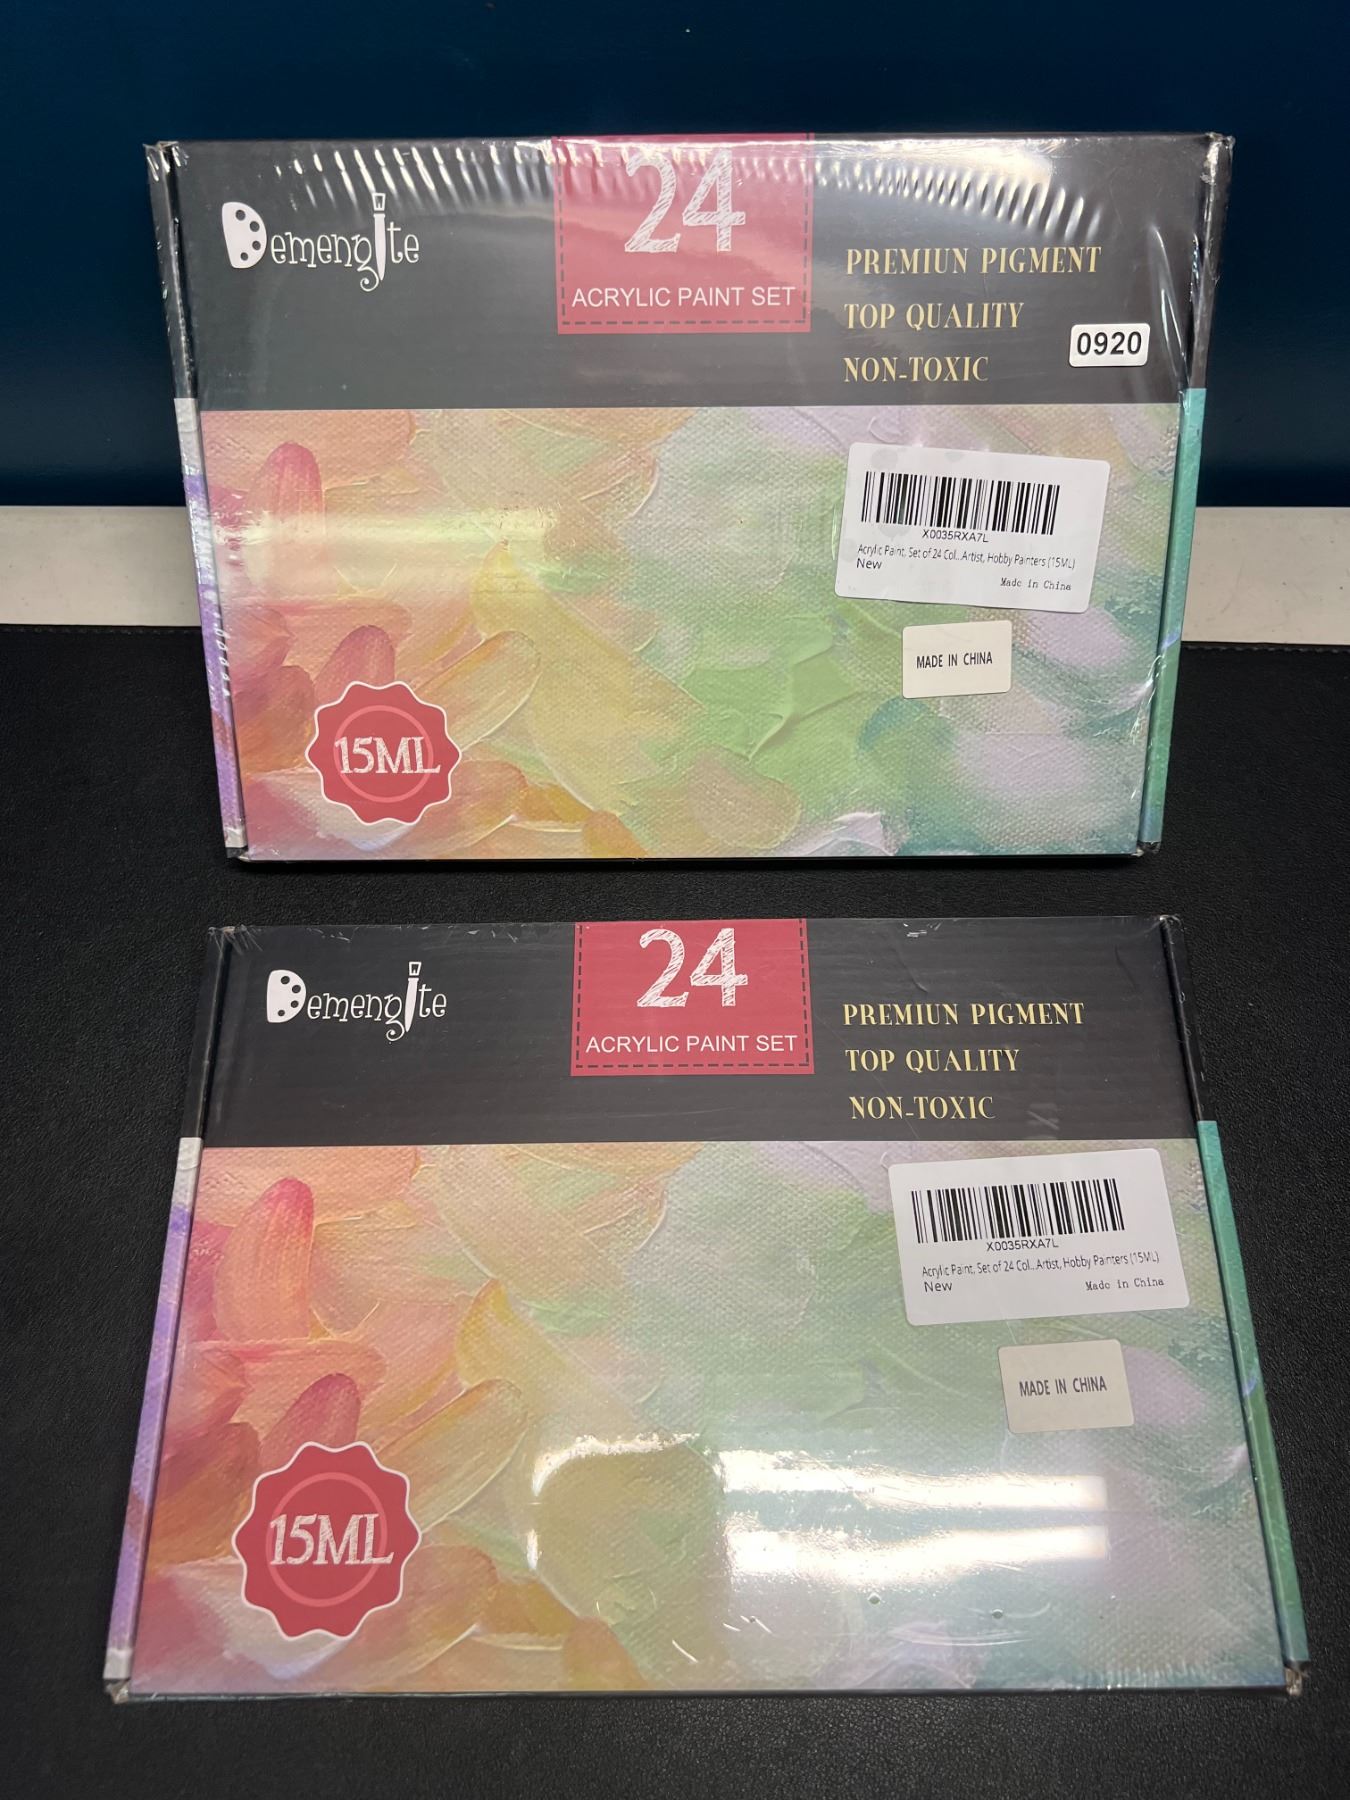 Demengite
24
ACRYLIC PAINT SET
PREMIUN PIGMENT
TOP QUALITY
NON-TOXIC
0920
X0035RXA7L
Acrylic Paint, Set of 24 Col...Artist, Hobby Painters (15ML)
New
Made in China
MADE IN CHINA
15ML
Demengite
24
ACRYLIC PAINT SET
PREMIUN PIGMENT
TOP QUALITY
NON-TOXIC
X0035RXA7L
Acrylic Paint, Set of 24 Col...Artist, Hobby Painters (15ML)
New
Made in China
MADE IN CHINA
15ML